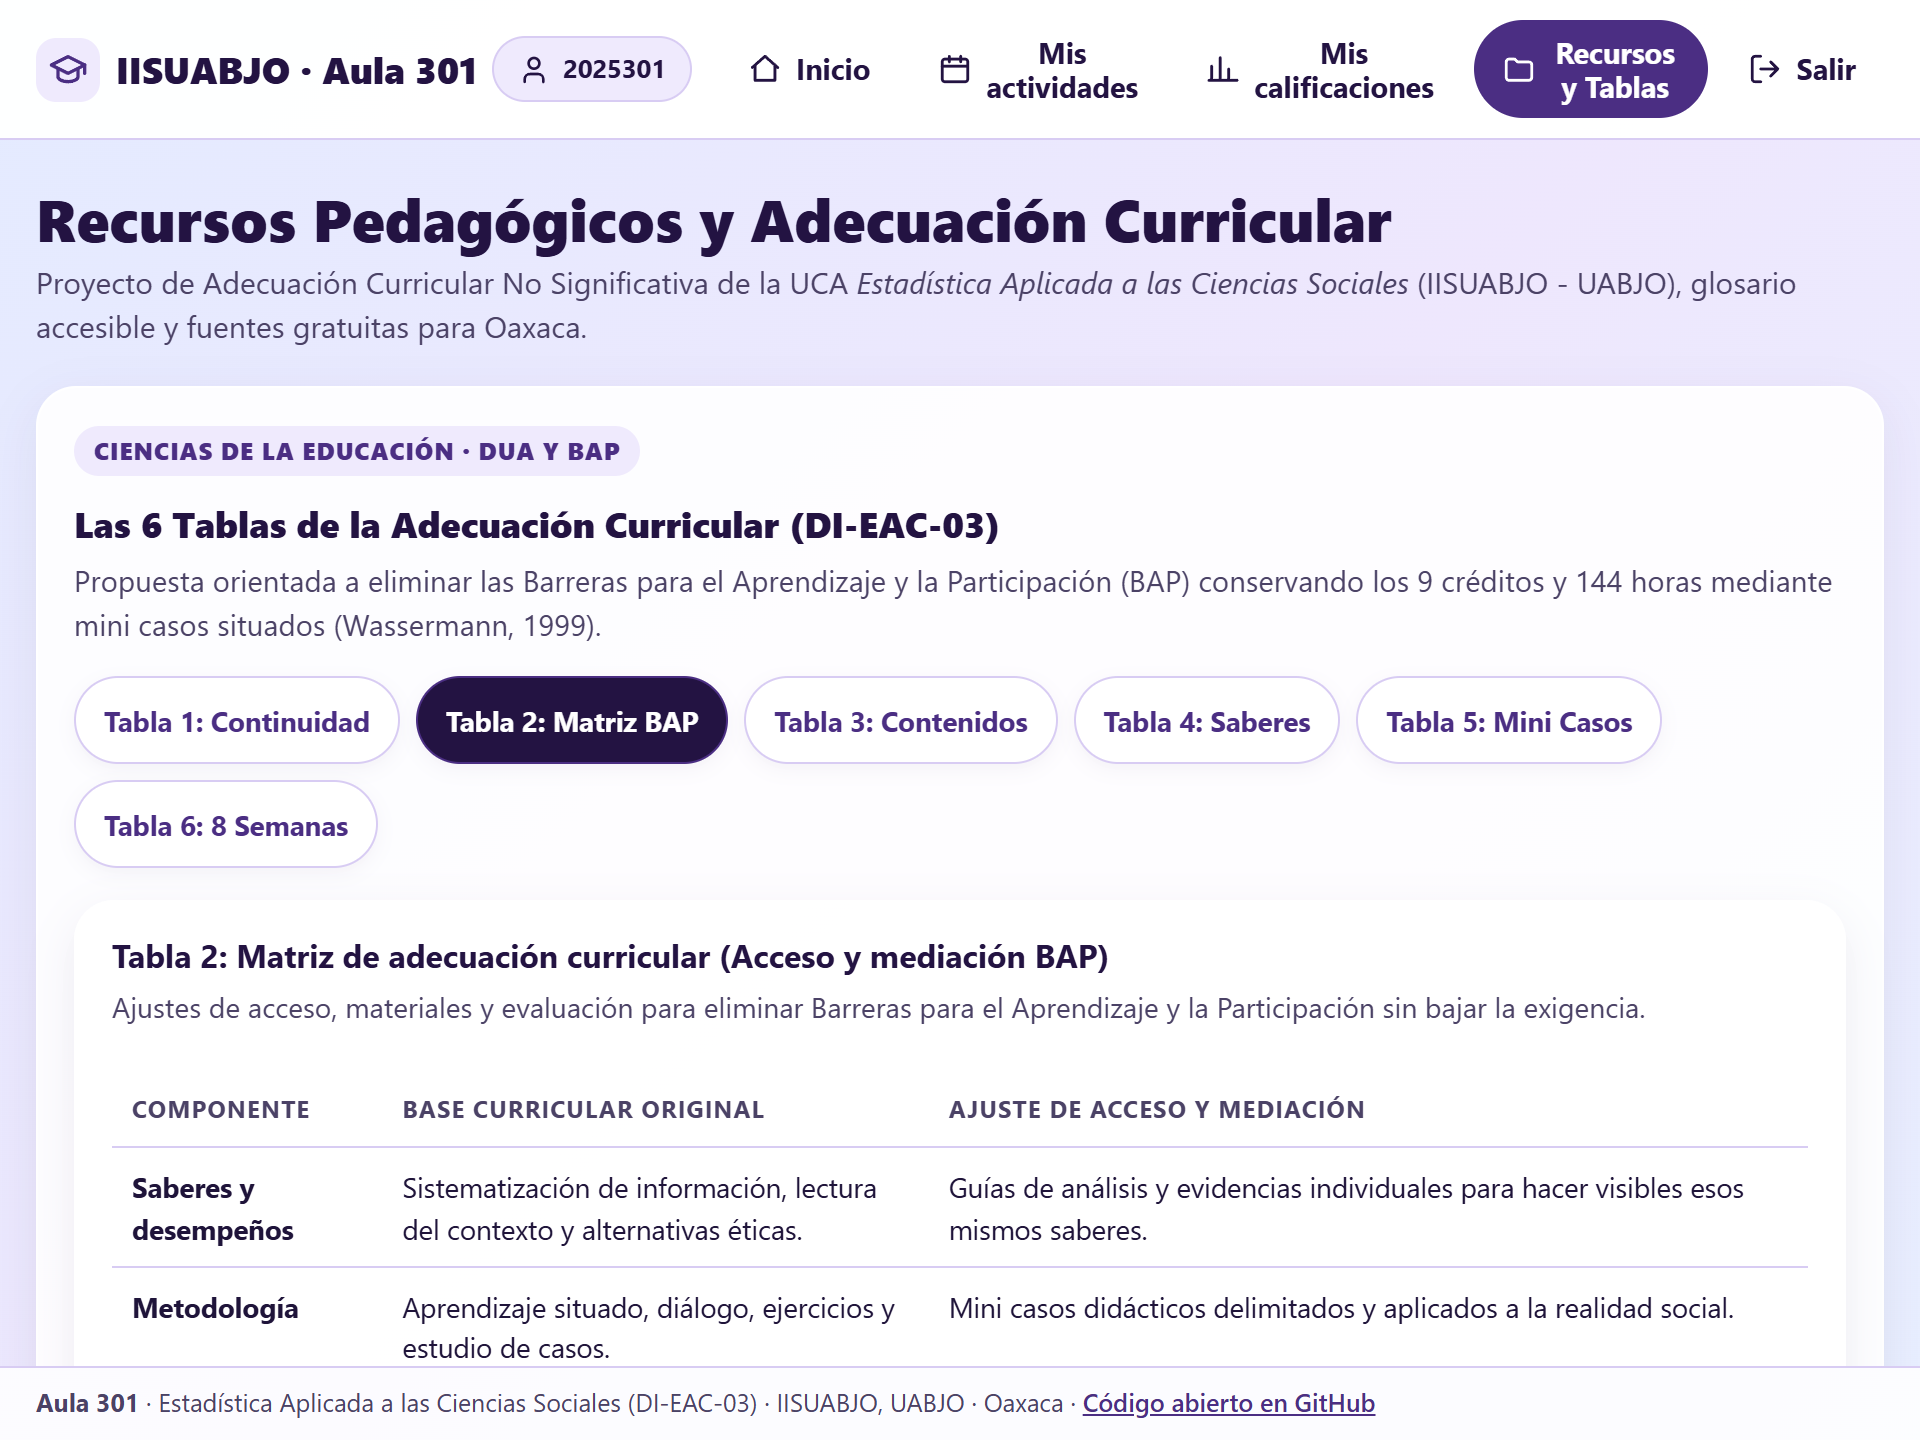 IISUABJO · Aula 301
2025301
Inicio
Mis
actividades
Mis
calificaciones
Recursos
y Tablas
Salir
Recursos Pedagógicos y Adecuación Curricular
Proyecto de Adecuación Curricular No Significativa de la UCA Estadística Aplicada a las Ciencias Sociales (IISUABJO - UABJO), glosario
accesible y fuentes gratuitas para Oaxaca.
CIENCIAS DE LA EDUCACIÓN · DUA Y BAP
Las 6 Tablas de la Adecuación Curricular (DI-EAC-03)
Propuesta orientada a eliminar las Barreras para el Aprendizaje y la Participación (BAP) conservando los 9 créditos y 144 horas mediante
mini casos situados (Wassermann, 1999).
Tabla 1: Continuidad
Tabla 2: Matriz BAP
Tabla 3: Contenidos
Tabla 4: Saberes
Tabla 5: Mini Casos
Tabla 6: 8 Semanas
Tabla 2: Matriz de adecuación curricular (Acceso y mediación BAP)
Ajustes de acceso, materiales y evaluación para eliminar Barreras para el Aprendizaje y la Participación sin bajar la exigencia.
COMPONENTE
BASE CURRICULAR ORIGINAL
AJUSTE DE ACCESO Y MEDIACIÓN
Saberes y
desempeños
Sistematización de información, lectura
del contexto y alternativas éticas.
Guías de análisis y evidencias individuales para hacer visibles esos
mismos saberes.
Metodología
Aprendizaje situado, diálogo, ejercicios y
estudio de casos.
Mini casos didácticos delimitados y aplicados a la realidad social.
Aula 301 · Estadística Aplicada a las Ciencias Sociales (DI-EAC-03) · IISUABJO, UABJO · Oaxaca · Código abierto en GitHub